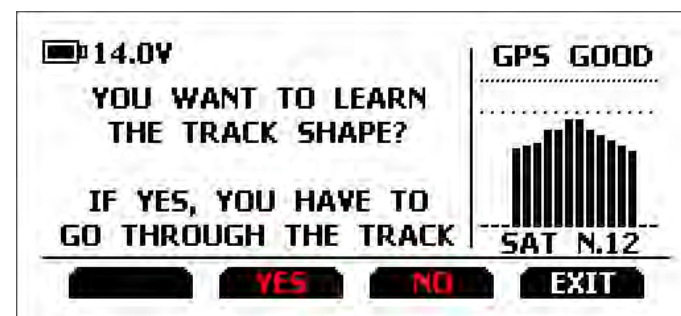 14.0V
GPS GOOD
YOU WANT TO LEARN
THE TRACK SHAPE?
IF YES, YOU HAVE TO
GO THROUGH THE TRACK
SAT N.12
YES NO EXIT